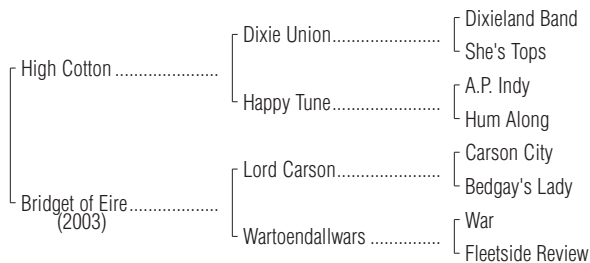 Dixieland Band
Dixie Union........................
She's Tops
High Cotton .......................
A.P. Indy
Happy Tune........................
Hum Along
Carson City
Lord Carson.......................
Bedgay's Lady
Bridget of Eire....................
(2003)
War
Wartoendallwars ...............
Fleetside Review